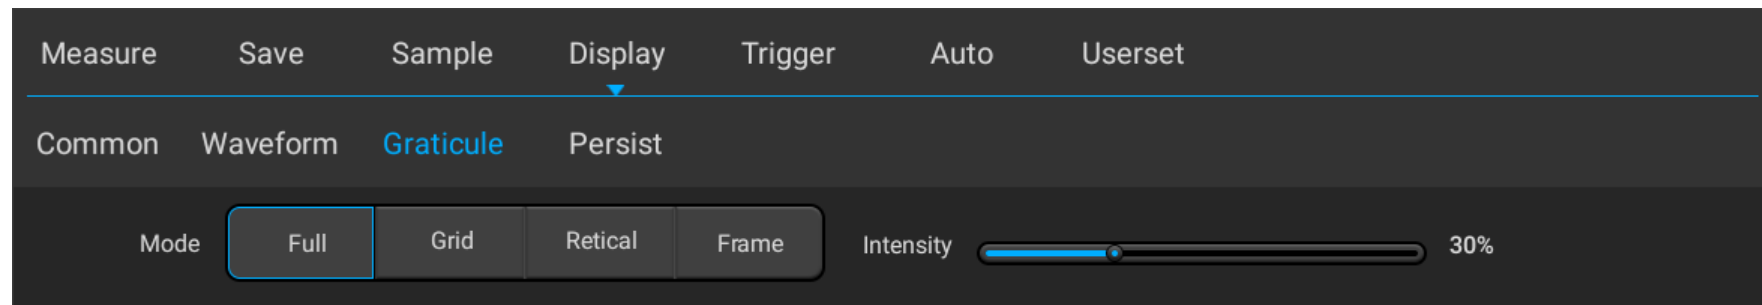 Measure Save Sample Display Trigger Auto Userset
Common Waveform Graticule Persist
Mode Full Grid Retical Frame Intensity 30%